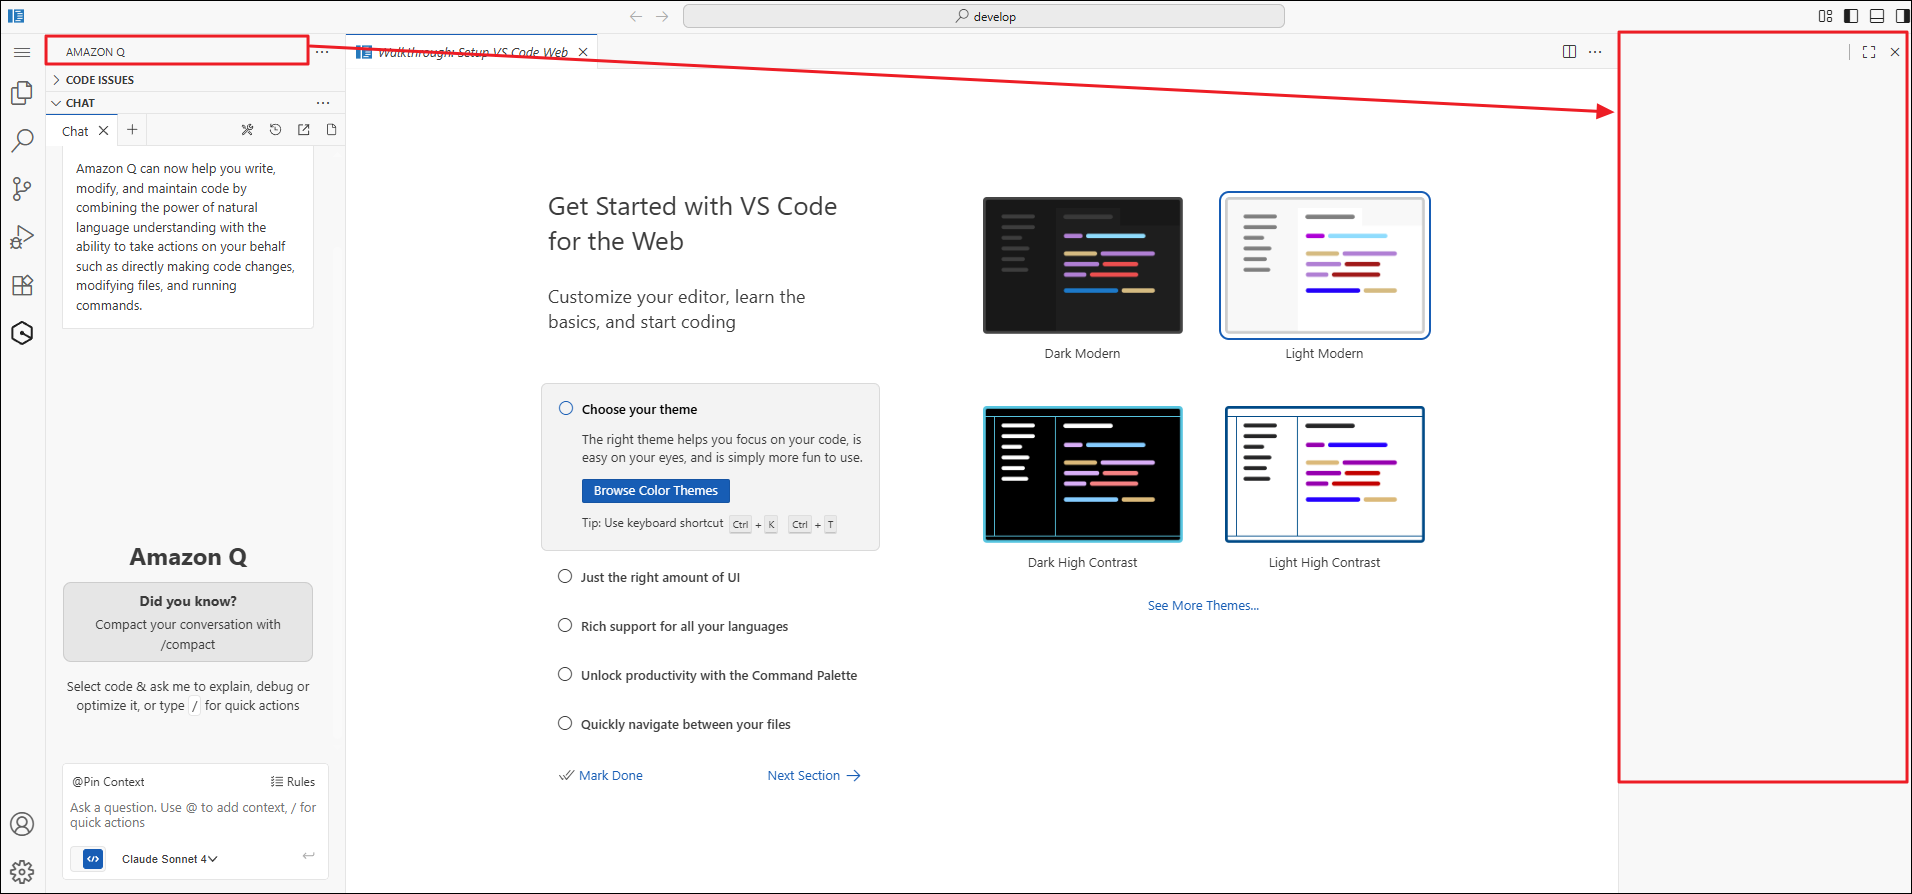 develop
AMAZON Q
Walkthrough: Setup VS Code Web
CODE ISSUES
CHAT
Chat
Amazon Q can now help you write,
modify, and maintain code by
combining the power of natural
language understanding with the
ability to take actions on your behalf
such as directly making code changes,
modifying files, and running
commands.
Amazon Q
Did you know?
Compact your conversation with
/compact
Select code & ask me to explain, debug or
optimize it, or type / for quick actions
@Pin Context
Rules
Ask a question. Use @ to add context, / for
quick actions
Claude Sonnet 4
Get Started with VS Code
for the Web
Customize your editor, learn the
basics, and start coding
Choose your theme
The right theme helps you focus on your code, is
easy on your eyes, and is simply more fun to use.
Browse Color Themes
Tip: Use keyboard shortcut Ctrl + K Ctrl + T
Just the right amount of UI
Rich support for all your languages
Unlock productivity with the Command Palette
Quickly navigate between your files
Mark Done
Next Section
Dark Modern
Light Modern
Dark High Contrast
Light High Contrast
See More Themes...